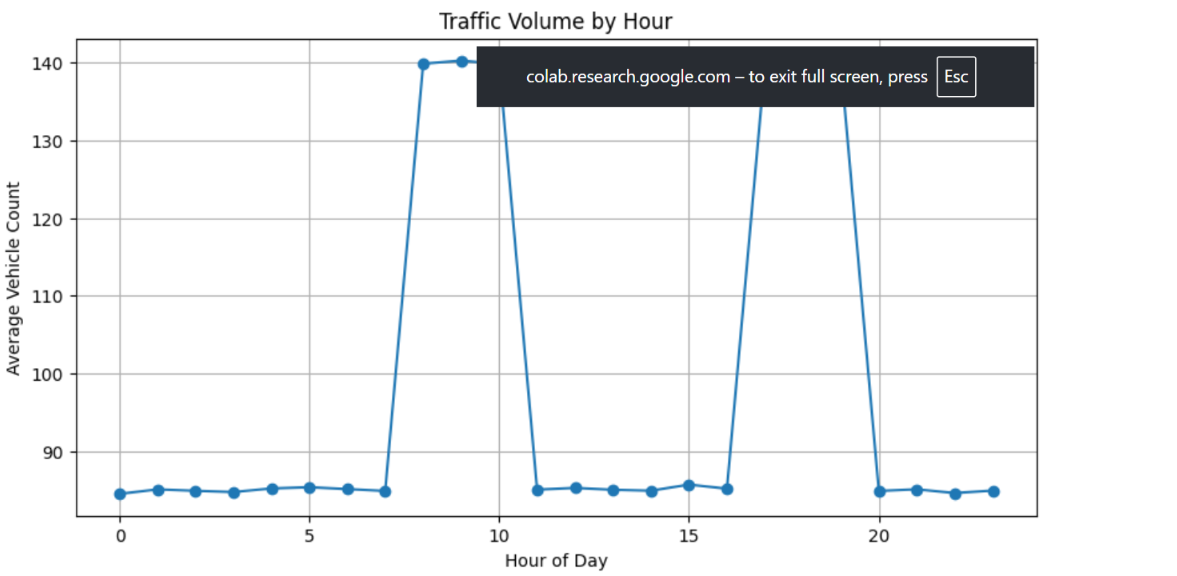 Traffic Volume by Hour
colab.research.google.com – to exit full screen, press Esc
140
130
120
110
100
90
Average Vehicle Count
0 5 10 15 20
Hour of Day